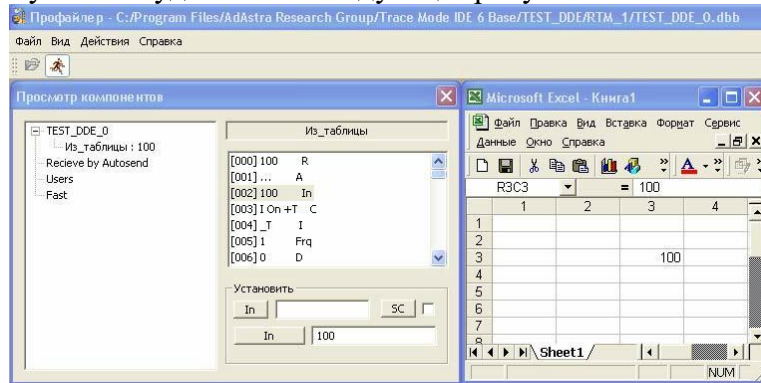 Профайлер - C:/Program Files/AdAstra Research Group/Trace Mode IDE 6 Base/TEST_DDE/RTM_1/TEST_DDE_0.dbb
Файл Вид Действия Справка
Просмотр компонентов
TEST_DDE_0
Из_таблицы : 100
Recieve by Autosend
Users
Fast
Из_таблицы
[000] 100 R
[001] ... A
[002] 100 In
[003] I On +T C
[004] _T I
[005] 1 Frq
[006] 0 D
Установить
In SC
In 100
Microsoft Excel - Книга1
Файл Правка Вид Вставка Формат Сервис
Данные Окно Справка
R3C3 = 100
1 2 3 4
1
2
3 100
4
5
6
7
8
Sheet1
NUM